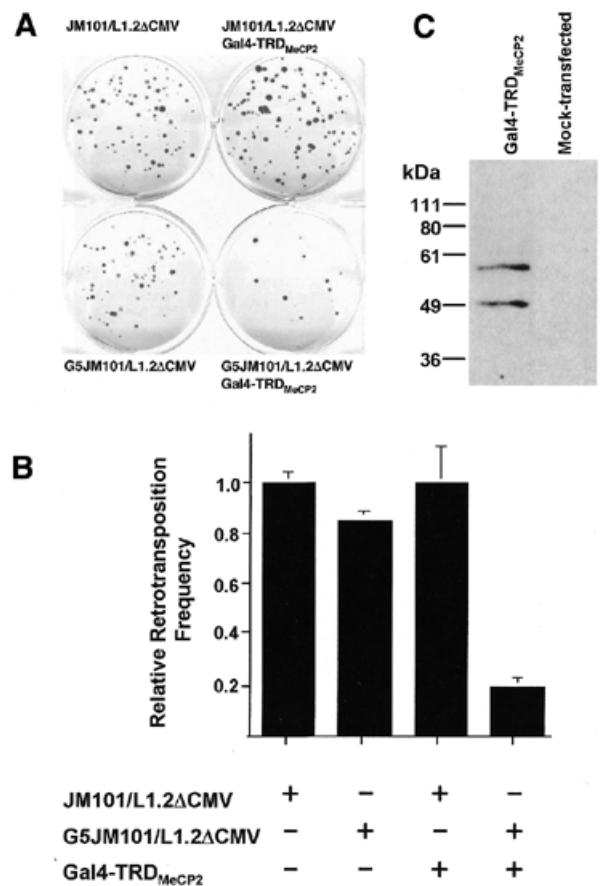 A
JM101/L1.2ΔCMV
JM101/L1.2ΔCMV
Gal4-TRDMeCP2
G5JM101/L1.2ΔCMV
G5JM101/L1.2ΔCMV
Gal4-TRDMeCP2
C
Gal4-TRDMeCP2
Mock-transfected
kDa
111
80
61
49
36
B
Relative Retrotransposition
Frequency
1.0
0.8
0.6
0.4
0.2
JM101/L1.2ΔCMV + - + -
G5JM101/L1.2ΔCMV - + - +
Gal4-TRDMeCP2 - - + +